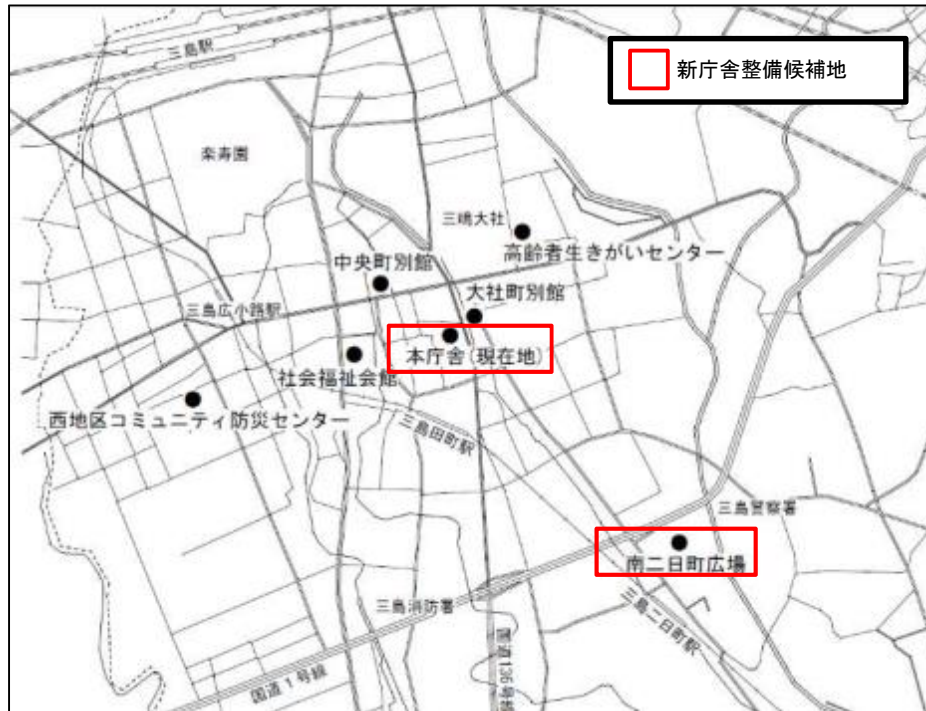 三島駅
新庁舎整備候補地
楽寿園
三嶋大社
高齢者生きがいセンター
中央町別館
大社町別館
三島広小路駅
本庁舎(現在地)
社会福祉会館
西地区コミュニティ防災センター
三島田町駅
三島警察署
南二日町広場
三島消防署
三島二日町駅
国道1号線
国道136号線